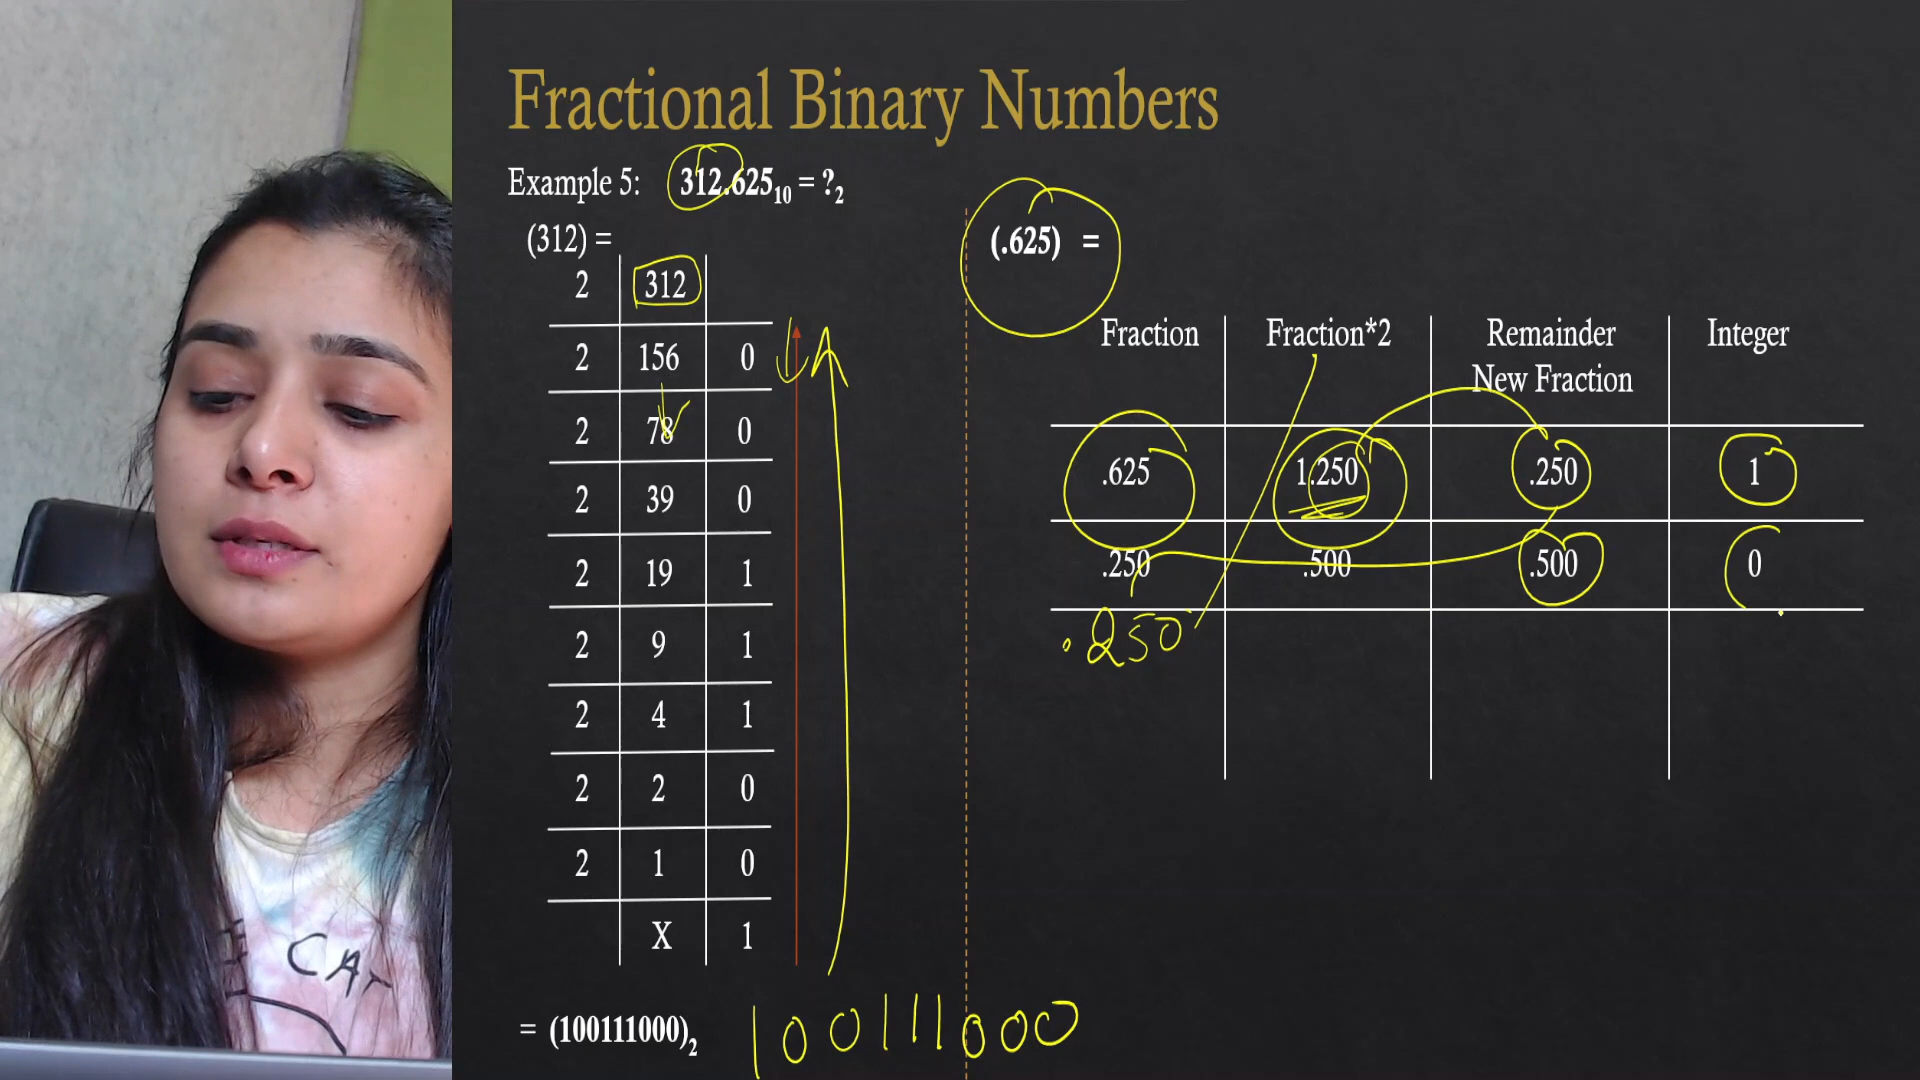 Fractional Binary Numbers
Example 5: 312.625₁₀ = ?₂
(312) =
2 312
2 156 0
2 78 0
2 39 0
2 19 1
2 9 1
2 4 1
2 2 0
2 1 0
X 1
= (100111000)₂
100111000
(.625) =
Fraction Fraction*2 Remainder New Fraction Integer
.625 1.250 .250 1
.250 .500 .500 0
.250
CAT